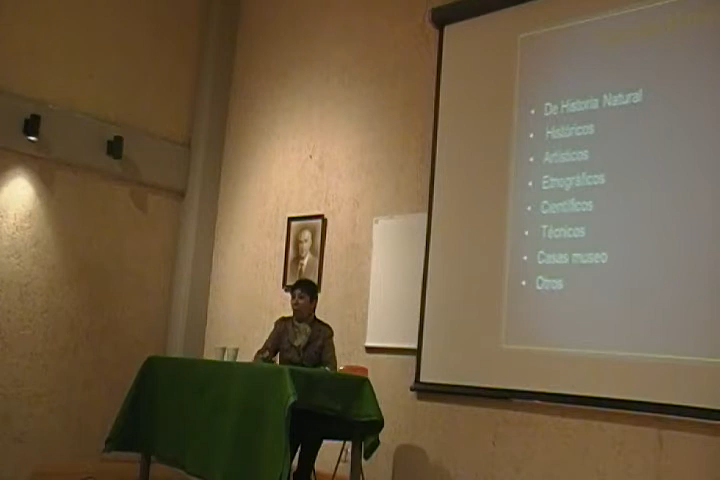 • De Historia Natural
• Históricos
• Artísticos
• Etnográficos
• Científicos
• Técnicos
• Casas museo
• Otros